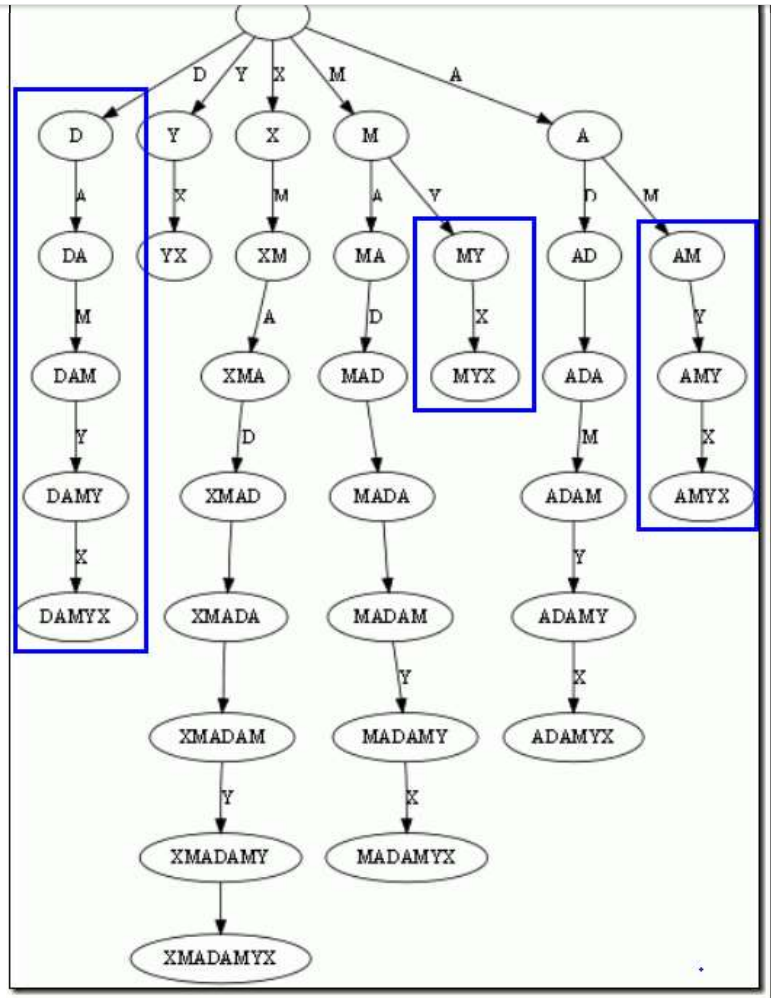 D Y X M A
D Y X M A
A X M A Y D M
DA YX XM MA MY AD AM
M A D X Y
DAM XMA MAD MYX ADA AMY
Y D M X
DAMY XMAD MADA ADAM AMYX
X Y
DAMYX XMADA MADAM ADAMY
Y X
XMADAM MADAMY ADAMYX
Y X
XMADAMY MADAMYX
XMADAMYX